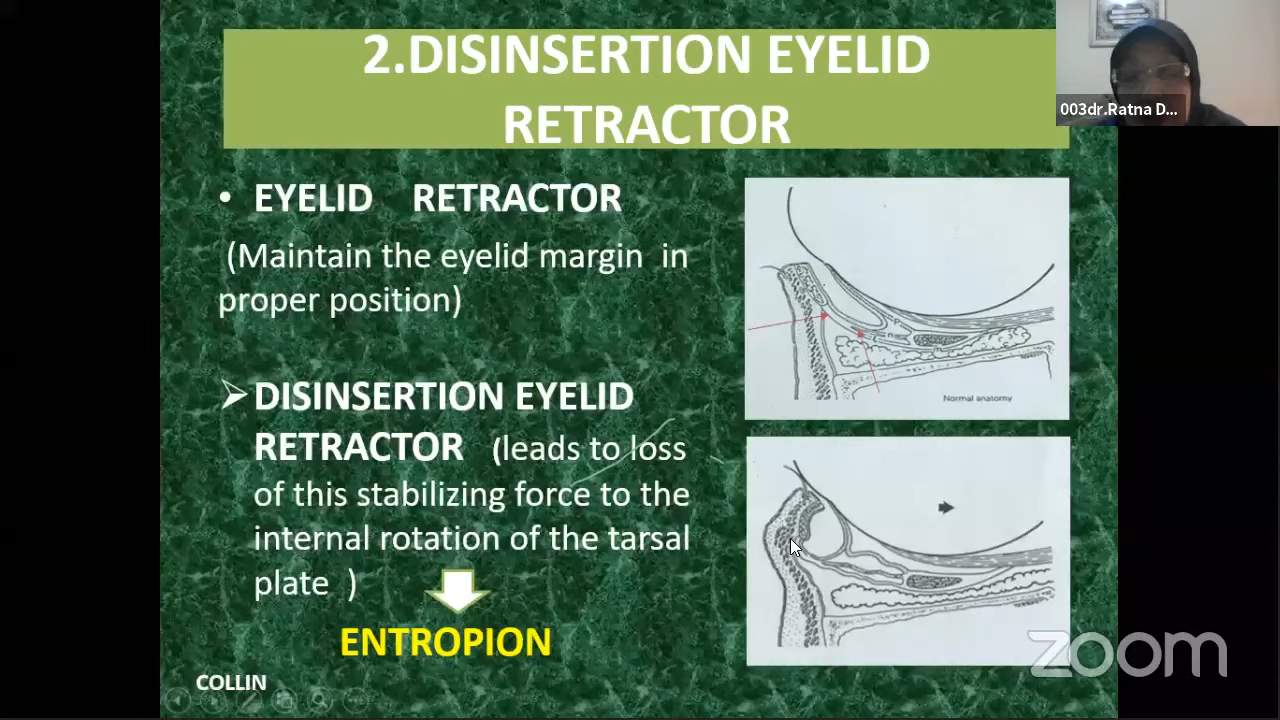 2.DISINSERTION EYELID
RETRACTOR
003dr.Ratna D...
• EYELID RETRACTOR
(Maintain the eyelid margin in
proper position)
➢ DISINSERTION EYELID
RETRACTOR (leads to loss
of this stabilizing force to the
internal rotation of the tarsal
plate )
ENTROPION
COLLIN
Normal anatomy
zoom